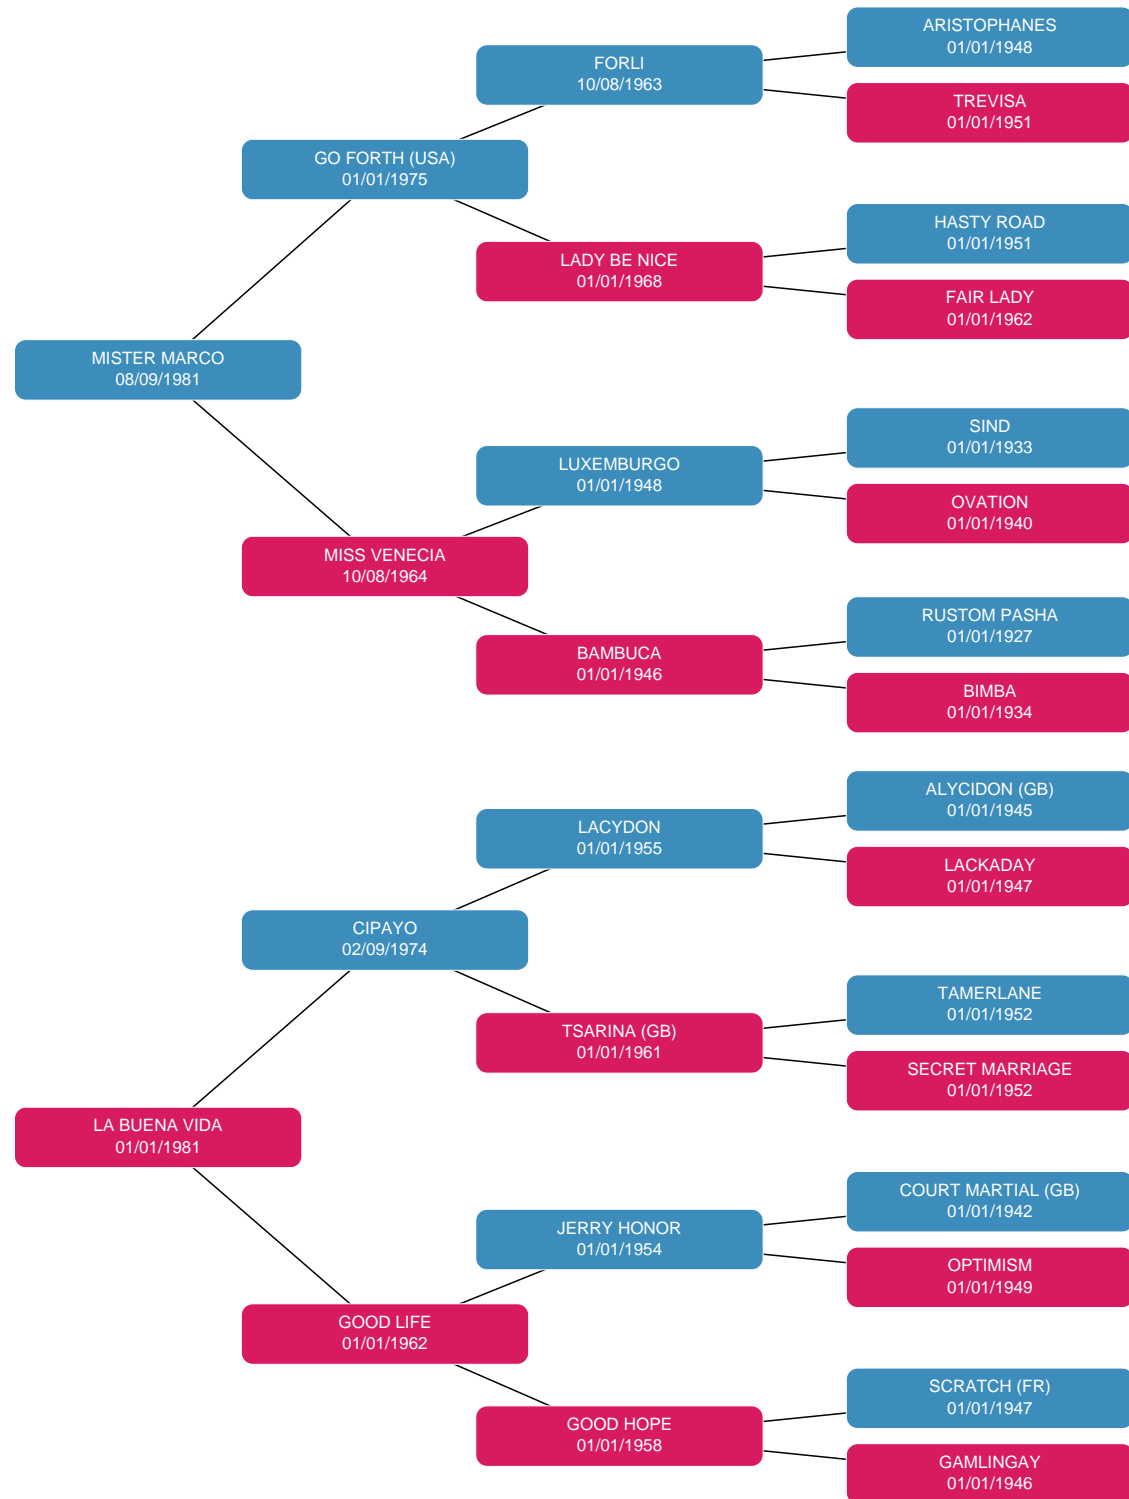 ARISTOPHANES
01/01/1948
FORLI
10/08/1963
TREVISA
01/01/1951
GO FORTH (USA)
01/01/1975
HASTY ROAD
01/01/1951
LADY BE NICE
01/01/1968
FAIR LADY
01/01/1962
MISTER MARCO
08/09/1981
SIND
01/01/1933
LUXEMBURGO
01/01/1948
OVATION
01/01/1940
MISS VENECIA
10/08/1964
RUSTOM PASHA
01/01/1927
BAMBUCA
01/01/1946
BIMBA
01/01/1934
ALYCIDON (GB)
01/01/1945
LACYDON
01/01/1955
LACKADAY
01/01/1947
CIPAYO
02/09/1974
TAMERLANE
01/01/1952
TSARINA (GB)
01/01/1961
SECRET MARRIAGE
01/01/1952
LA BUENA VIDA
01/01/1981
COURT MARTIAL (GB)
01/01/1942
JERRY HONOR
01/01/1954
OPTIMISM
01/01/1949
GOOD LIFE
01/01/1962
SCRATCH (FR)
01/01/1947
GOOD HOPE
01/01/1958
GAMLINGAY
01/01/1946